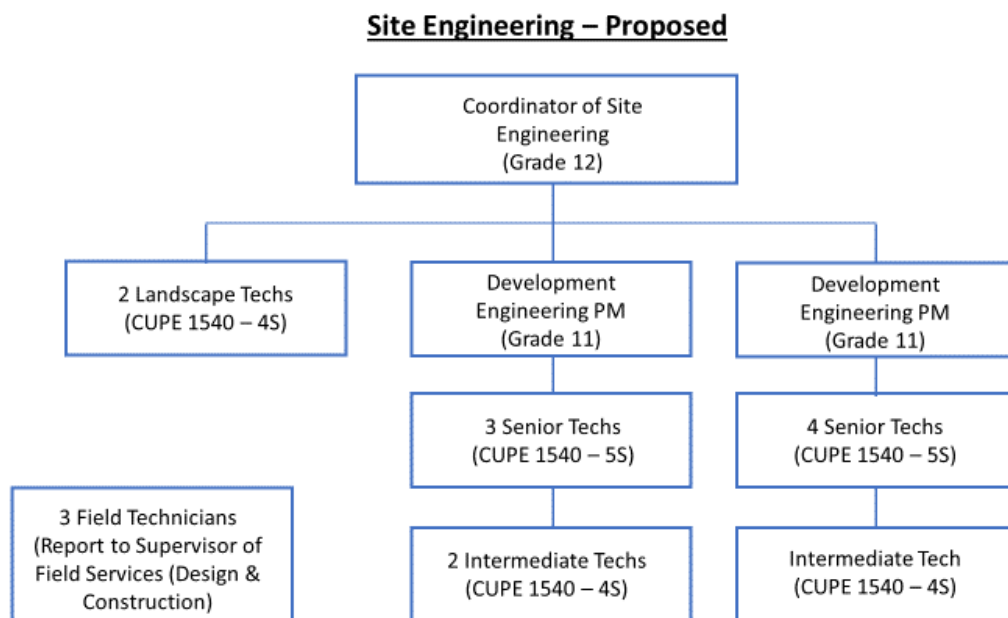 Site Engineering – Proposed
Coordinator of Site
Engineering
(Grade 12)
2 Landscape Techs
(CUPE 1540 – 4S)
Development
Engineering PM
(Grade 11)
Development
Engineering PM
(Grade 11)
3 Senior Techs
(CUPE 1540 – 5S)
4 Senior Techs
(CUPE 1540 – 5S)
3 Field Technicians
(Report to Supervisor of
Field Services (Design &
Construction)
2 Intermediate Techs
(CUPE 1540 – 4S)
Intermediate Tech
(CUPE 1540 – 4S)